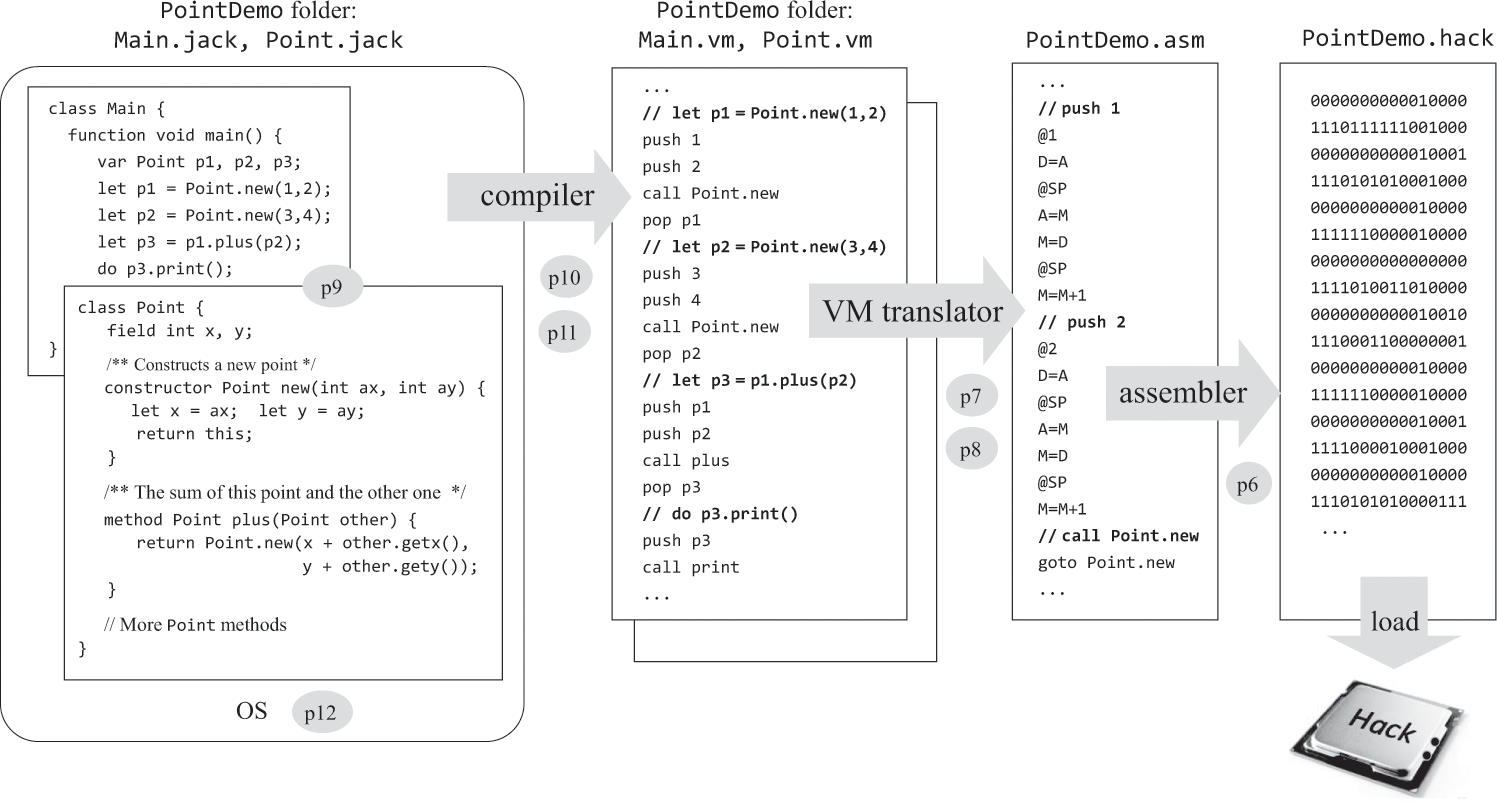 PointDemo folder:
Main.jack, Point.jack
class Main {
function void main() {
var Point p1, p2, p3;
let p1 = Point.new(1,2);
let p2 = Point.new(3,4);
let p3 = p1.plus(p2);
do p3.print();
}
p9
class Point {
field int x, y;
/** Constructs a new point */
constructor Point new(int ax, int ay) {
let x = ax; let y = ay;
return this;
}
/** The sum of this point and the other one */
method Point plus(Point other) {
return Point.new(x + other.getx(),
y + other.gety());
}
// More Point methods
}
OS p12
compiler
p10
p11
PointDemo folder:
Main.vm, Point.vm
...
// let p1 = Point.new(1,2)
push 1
push 2
call Point.new
pop p1
// let p2 = Point.new(3,4)
push 3
push 4
call Point.new
pop p2
// let p3 = p1.plus(p2)
push p1
push p2
call plus
pop p3
// do p3.print()
push p3
call print
...
VM translator
p7
p8
PointDemo.asm
...
// push 1
@1
D=A
@SP
A=M
M=D
@SP
M=M+1
// push 2
@2
D=A
@SP
A=M
M=D
@SP
M=M+1
// call Point.new
goto Point.new
...
assembler
p6
PointDemo.hack
0000000000010000
1110111111001000
0000000000010001
1110101010001000
0000000000010000
1111110000010000
0000000000000000
1111010011010000
0000000000010010
1110001100000001
0000000000010000
1111110000010000
0000000000010001
1111000010001000
0000000000010000
1110101010000111
...
load
Hack